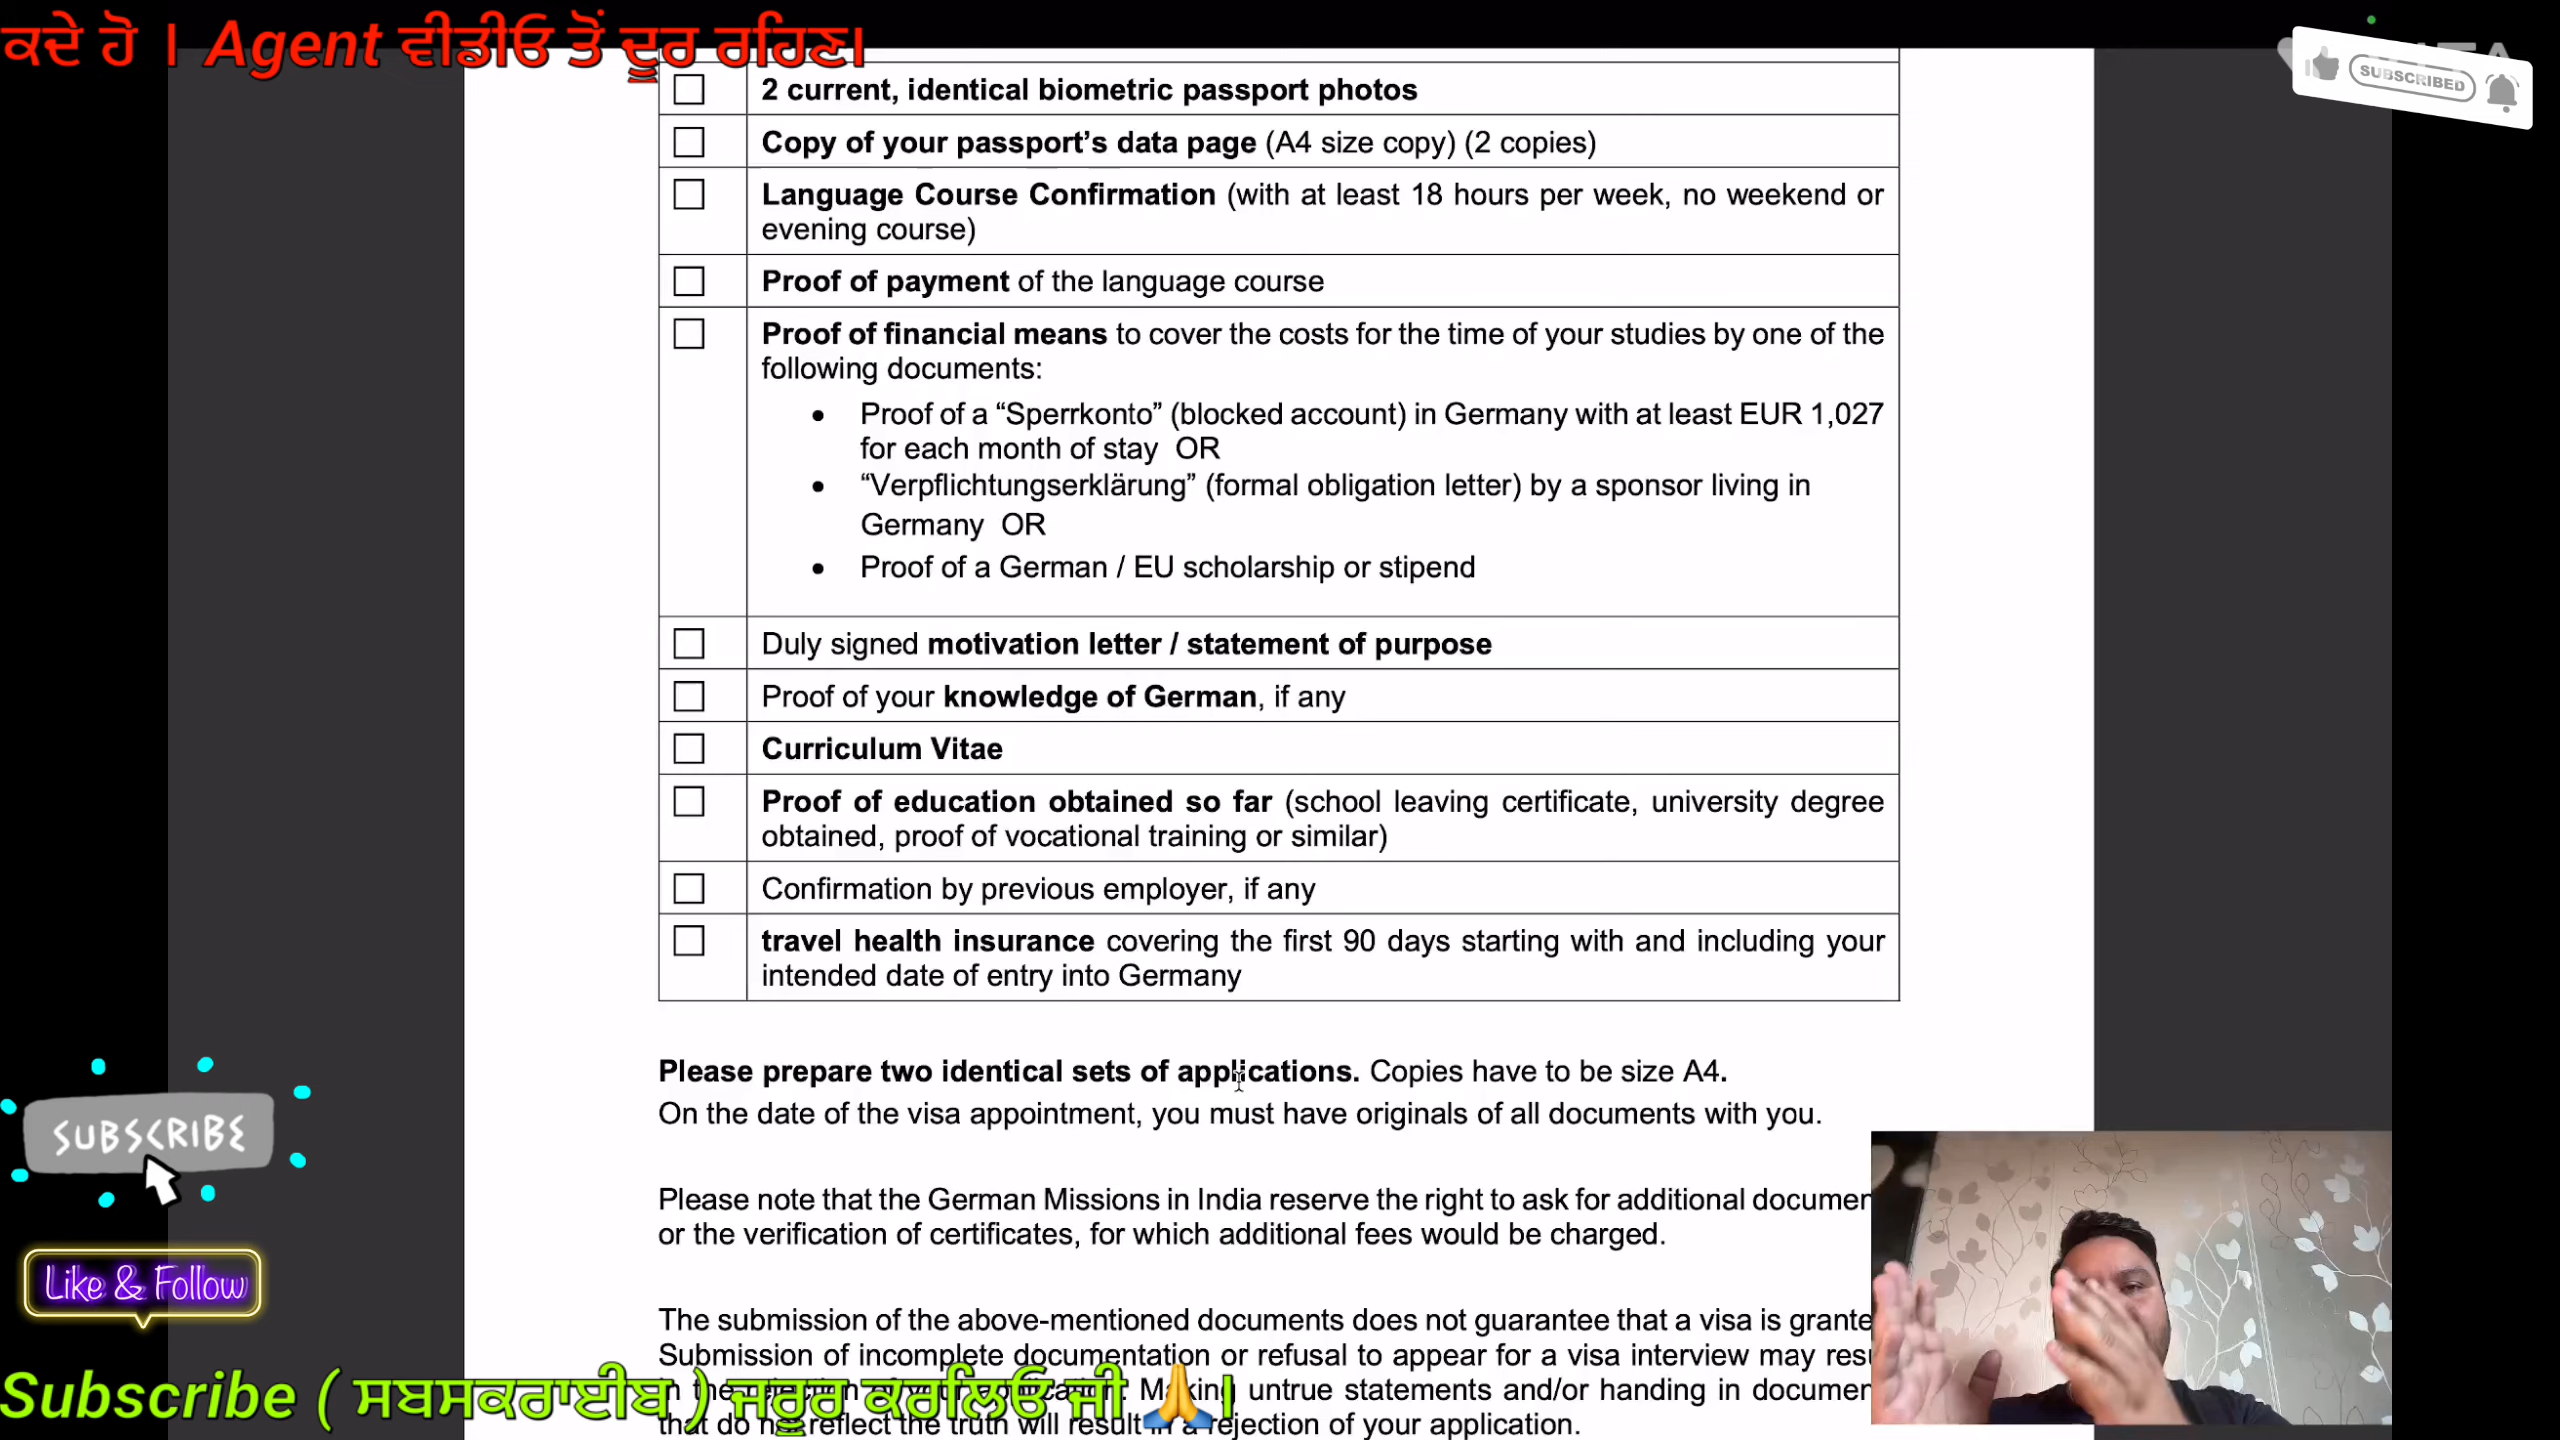 ਕਦੇ ਹੋ । Agent ਵੀਡੀਓ ਤੋਂ ਦੂਰ ਰਹਿਣ।
SUBSCRIBED
2 current, identical biometric passport photos
Copy of your passport’s data page (A4 size copy) (2 copies)
Language Course Confirmation (with at least 18 hours per week, no weekend or
evening course)
Proof of payment of the language course
Proof of financial means to cover the costs for the time of your studies by one of the
following documents:
• Proof of a “Sperrkonto” (blocked account) in Germany with at least EUR 1,027
for each month of stay OR
• “Verpflichtungserklärung” (formal obligation letter) by a sponsor living in
Germany OR
• Proof of a German / EU scholarship or stipend
Duly signed motivation letter / statement of purpose
Proof of your knowledge of German, if any
Curriculum Vitae
Proof of education obtained so far (school leaving certificate, university degree
obtained, proof of vocational training or similar)
Confirmation by previous employer, if any
travel health insurance covering the first 90 days starting with and including your
intended date of entry into Germany
Please prepare two identical sets of applications. Copies have to be size A4.
On the date of the visa appointment, you must have originals of all documents with you.
SUBSCRIBE
Please note that the German Missions in India reserve the right to ask for additional documen
or the verification of certificates, for which additional fees would be charged.
Like & Follow
The submission of the above-mentioned documents does not guarantee that a visa is grante
Submission of incomplete documentation or refusal to appear for a visa interview may resu
untrue statements and/or handing in documen
that do reflect the truth will result rejection of your application.
Subscribe ( ਸਬਸਕਰਾਈਬ ) ਜਰੂਰ ਕਰਲਿਓ ਜੀ 🙏।